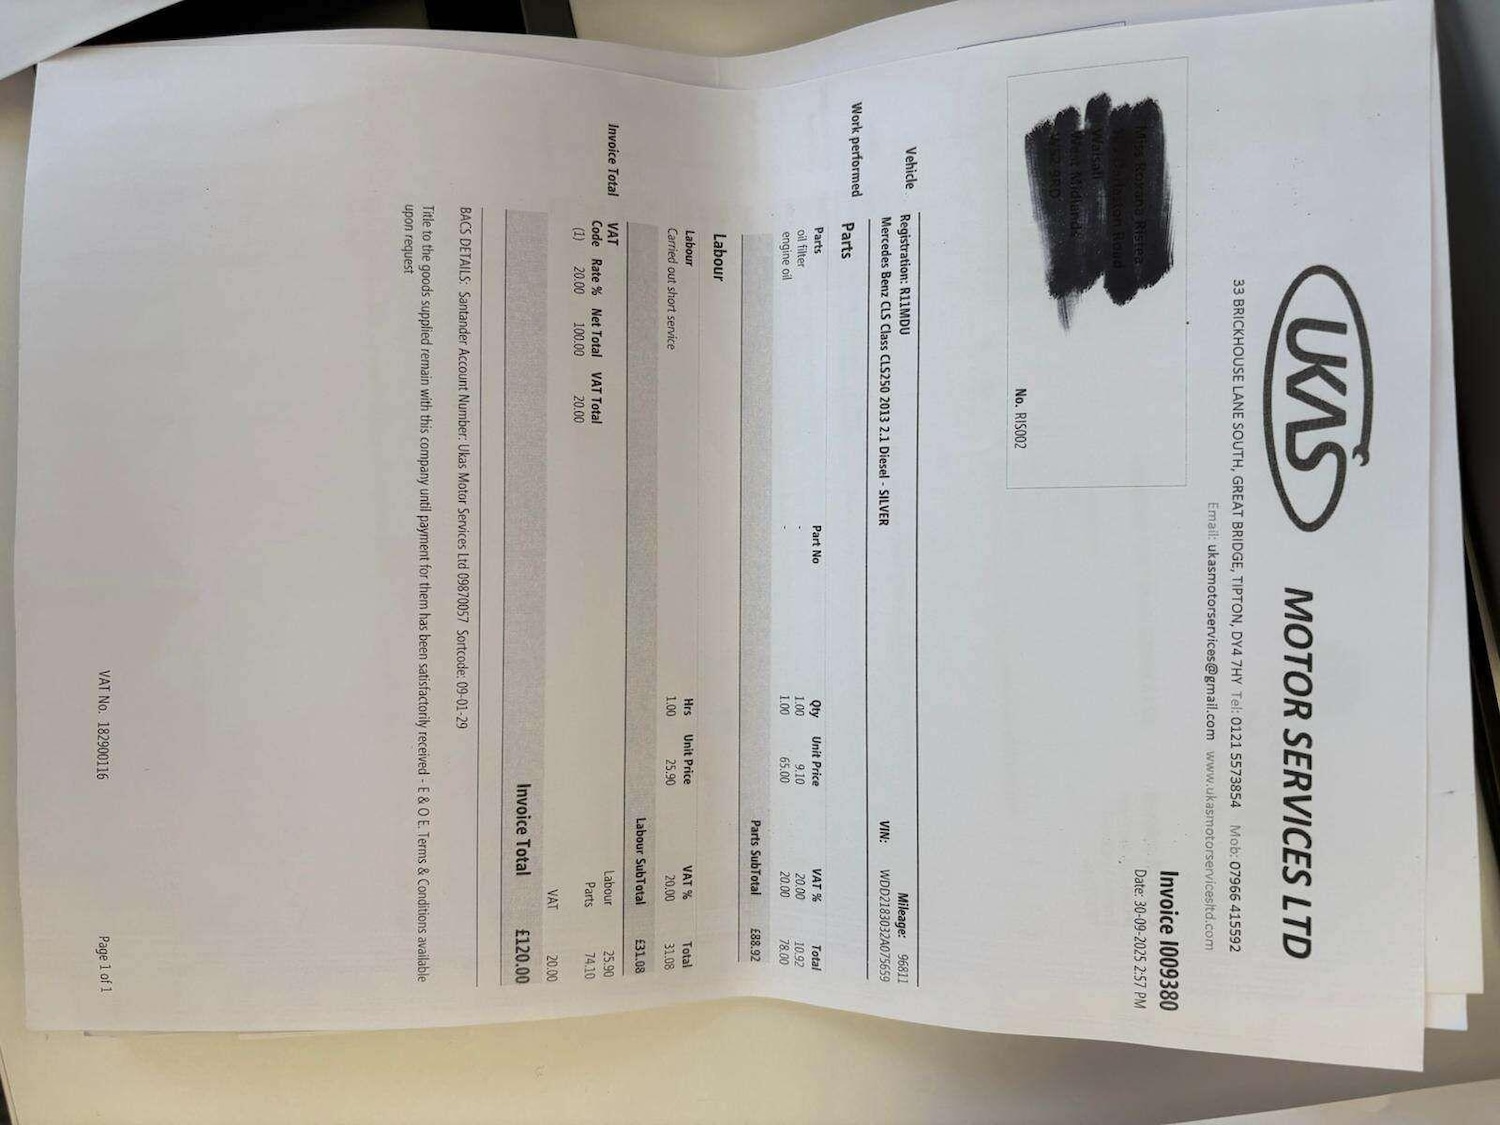 UKAS MOTOR SERVICES LTD
33 BRICKHOUSE LANE SOUTH, GREAT BRIDGE, TIPTON, DY4 7HY Tel: 0121 5573854 Mob: 07966 415592
Email: ukasmotorservices@gmail.com www.ukasmotorservicesltd.com
Invoice I009380
Date: 30-09-2025 2:57 PM
No. RIS002
Vehicle Registration: R11MDU Mileage: 96811
Mercedes Benz CLS Class CLS250 2013 2.1 Diesel - SILVER VIN: WDD2183032A075659
Work performed Parts
Parts Part No Qty Unit Price VAT % Total
oil filter - 1.00 9.10 20.00 10.92
engine oil - 1.00 65.00 20.00 78.00
Parts SubTotal £88.92
Labour
Labour Hrs Unit Price VAT % Total
Carried out short service 1.00 25.90 20.00 31.08
Labour SubTotal £31.08
Invoice Total VAT Labour 25.90
Code Rate % Net Total VAT Total Parts 74.10
(1) 20.00 100.00 20.00
VAT 20.00
Invoice Total £120.00
BACS DETAILS: Santander Account Number: Ukas Motor Services Ltd 09870057 Sortcode: 09-01-29
Title to the goods supplied remain with this company until payment for them has been satisfactorily received - E & O E. Terms & Conditions available
upon request
VAT No. 182900116 Page 1 of 1